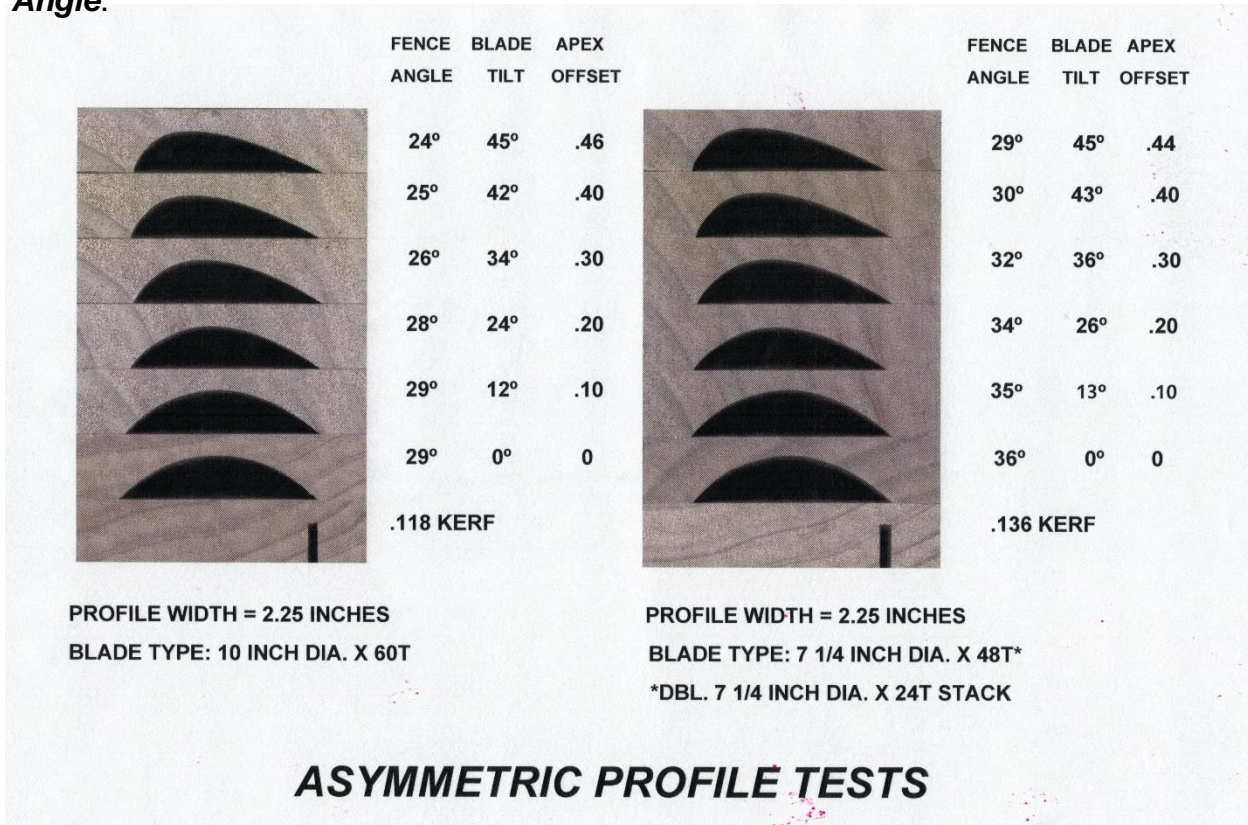 Angle.
FENCE BLADE APEX
ANGLE TILT OFFSET
24º 45º .46
25º 42º .40
26º 34º .30
28º 24º .20
29º 12º .10
29º 0º 0
.118 KERF
PROFILE WIDTH = 2.25 INCHES
BLADE TYPE: 10 INCH DIA. X 60T
FENCE BLADE APEX
ANGLE TILT OFFSET
29º 45º .44
30º 43º .40
32º 36º .30
34º 26º .20
35º 13º .10
36º 0º 0
.136 KERF
PROFILE WIDTH = 2.25 INCHES
BLADE TYPE: 7 1/4 INCH DIA. X 48T*
*DBL. 7 1/4 INCH DIA. X 24T STACK
ASYMMETRIC PROFILE TESTS